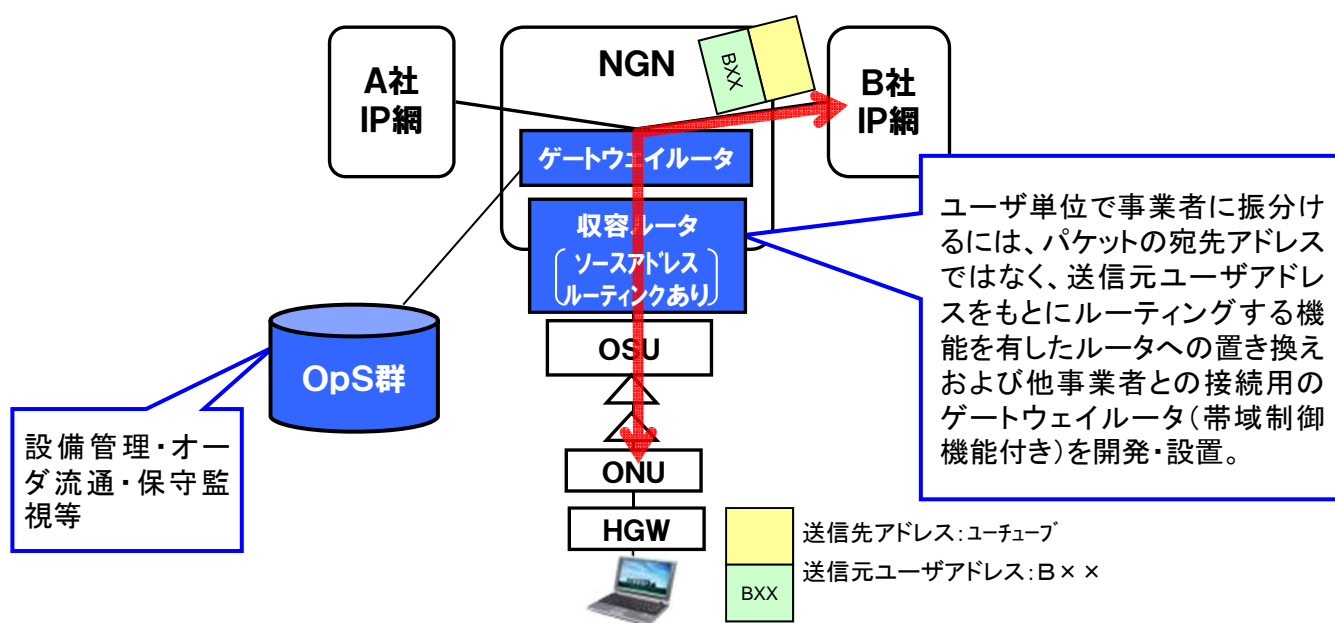 NGN
BXX
A社
IP網
B社
IP網
ゲートウェイルータ
収容ルータ
ソースアドレス
ルーティングあり
OSU
OpS群
ONU
HGW
設備管理・オー
ダ流通・保守監
視等
ユーザ単位で事業者に振分け
るには、パケットの宛先アドレス
ではなく、送信元ユーザアドレ
スをもとにルーティングする機
能を有したルータへの置き換え
および他事業者との接続用の
ゲートウェイルータ(帯域制御
機能付き)を開発・設置。
送信先アドレス:ユーチューブ
送信元ユーザアドレス:B××
BXX